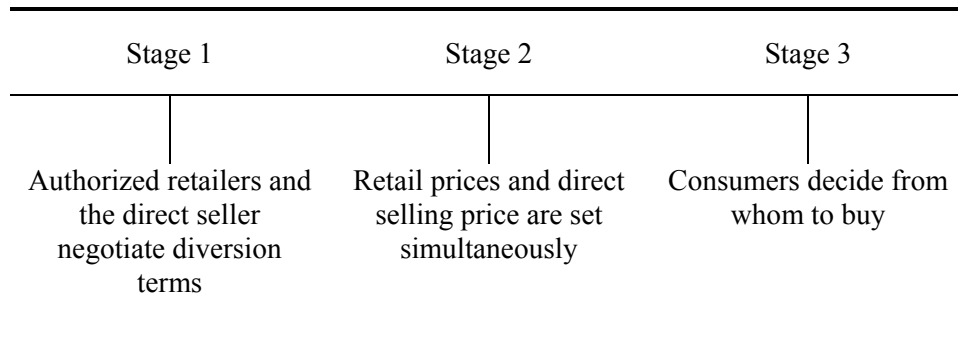 Stage 1
Stage 2
Stage 3
Authorized retailers and
the direct seller
negotiate diversion
terms
Retail prices and direct
selling price are set
simultaneously
Consumers decide from
whom to buy